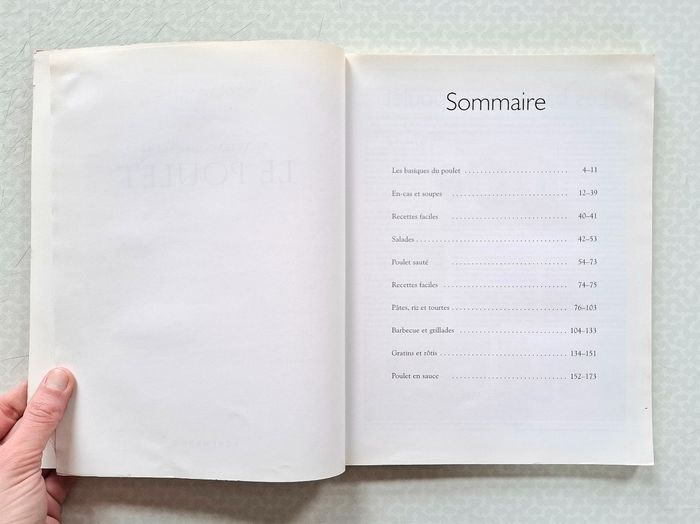 LE POULET
Sommaire
Les basiques du poulet ........................ 4–11
En-cas et soupes ........................... 12–39
Recettes faciles ........................... 40–41
Salades ................................... 42–53
Poulet sauté ........................... 54–73
Recettes faciles ............................. 74–75
Pâtes, riz et tourtes ........................... 76–103
Barbecue et grillades ......................... 104–133
Gratins et rôtis .............................. 134–151
Poulet en sauce ........................... 152–173